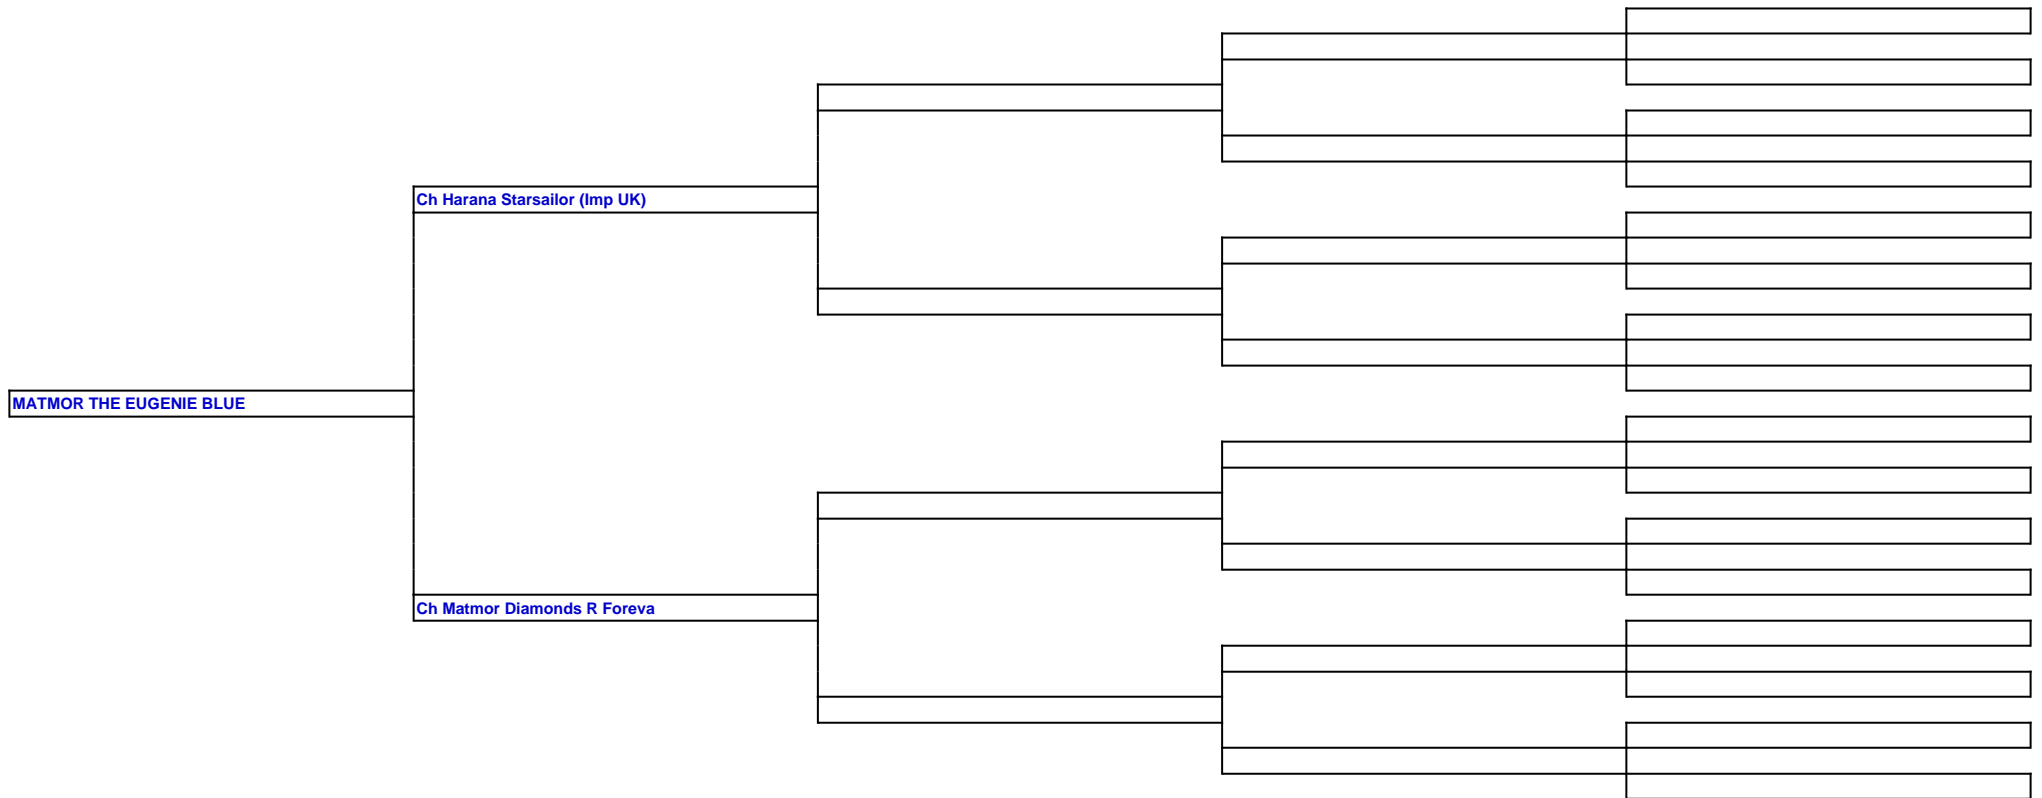 Ch Harana Starsailor (Imp UK)
MATMOR THE EUGENIE BLUE
Ch Matmor Diamonds R Foreva